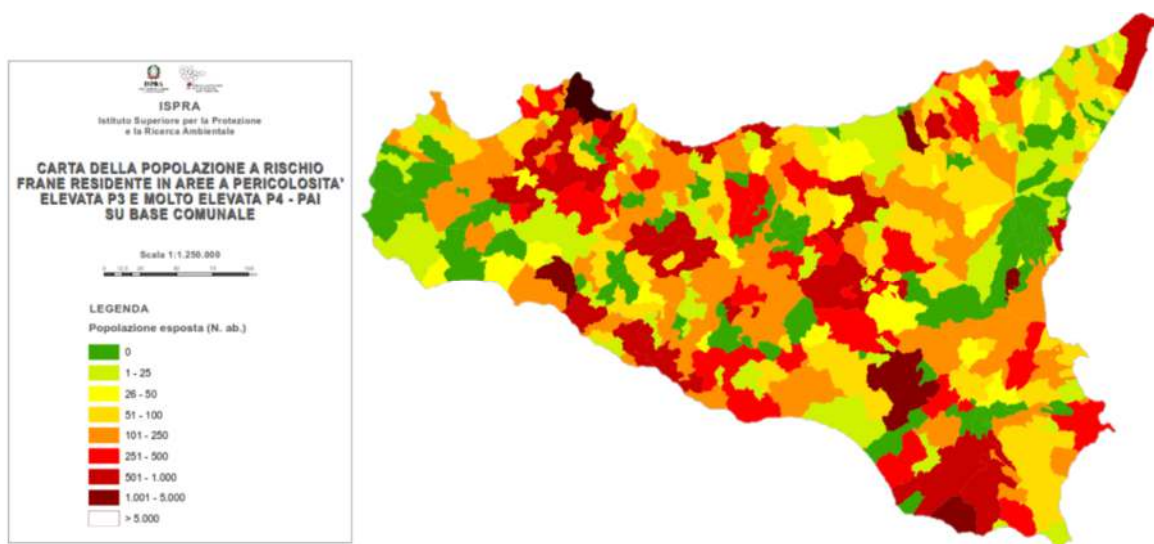 ISPRA
ISPRA
Istituto Superiore per la Protezione
e la Ricerca Ambientale
CARTA DELLA POPOLAZIONE A RISCHIO
FRANE RESIDENTE IN AREE A PERICOLOSITA'
ELEVATA P3 E MOLTO ELEVATA P4 - PAI
SU BASE COMUNALE
Scala 1:1.250.000
LEGENDA
Popolazione esposta (N. ab.)
0
1 - 25
26 - 50
51 - 100
101 - 250
251 - 500
501 - 1.000
1.001 - 5.000
> 5.000